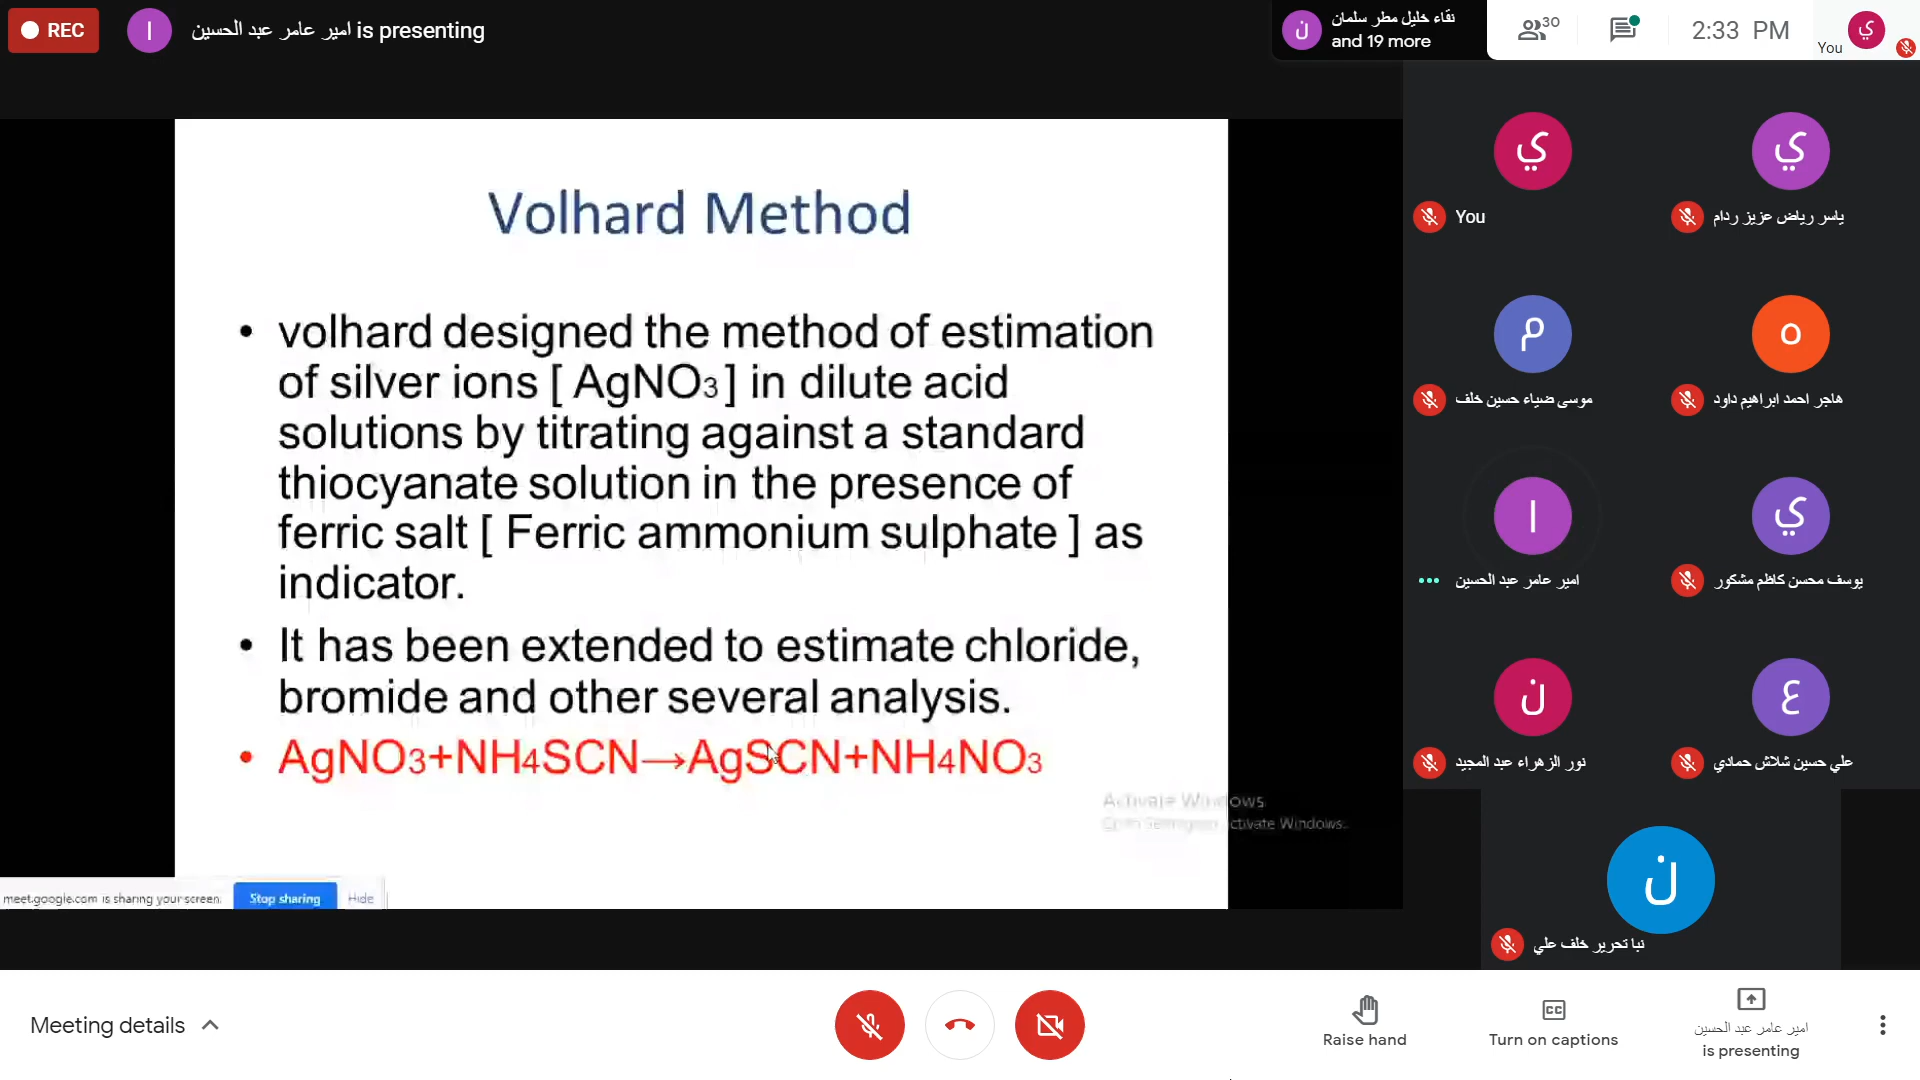 REC
ا
امير عامر عبد الحسين is presenting
ن
نقاء خليل مطر سلمان
and 19 more
30
2:33 PM
You
ي
Volhard Method
• volhard designed the method of estimation
of silver ions [ AgNO3 ] in dilute acid
solutions by titrating against a standard
thiocyanate solution in the presence of
ferric salt [ Ferric ammonium sulphate ] as
indicator.
• It has been extended to estimate chloride,
bromide and other several analysis.
• AgNO3+NH4SCN→AgSCN+NH4NO3
Activate Windows
activate Windows.
meet.google.com is sharing your screen.
Stop sharing
Hide
ي
You
ي
ياسر رياض عزيز ردام
م
موسى ضياء حسين خلف
ه
هاجر احمد ابراهيم داود
ا
امير عامر عبد الحسين
ي
يوسف محسن كاظم مشكور
ن
نور الزهراء عبد المجيد
ع
علي حسين شلاش حمادي
ن
نبا تحرير خلف علي
Meeting details
Raise hand
CC
Turn on captions
امير عامر عبد الحسين
is presenting